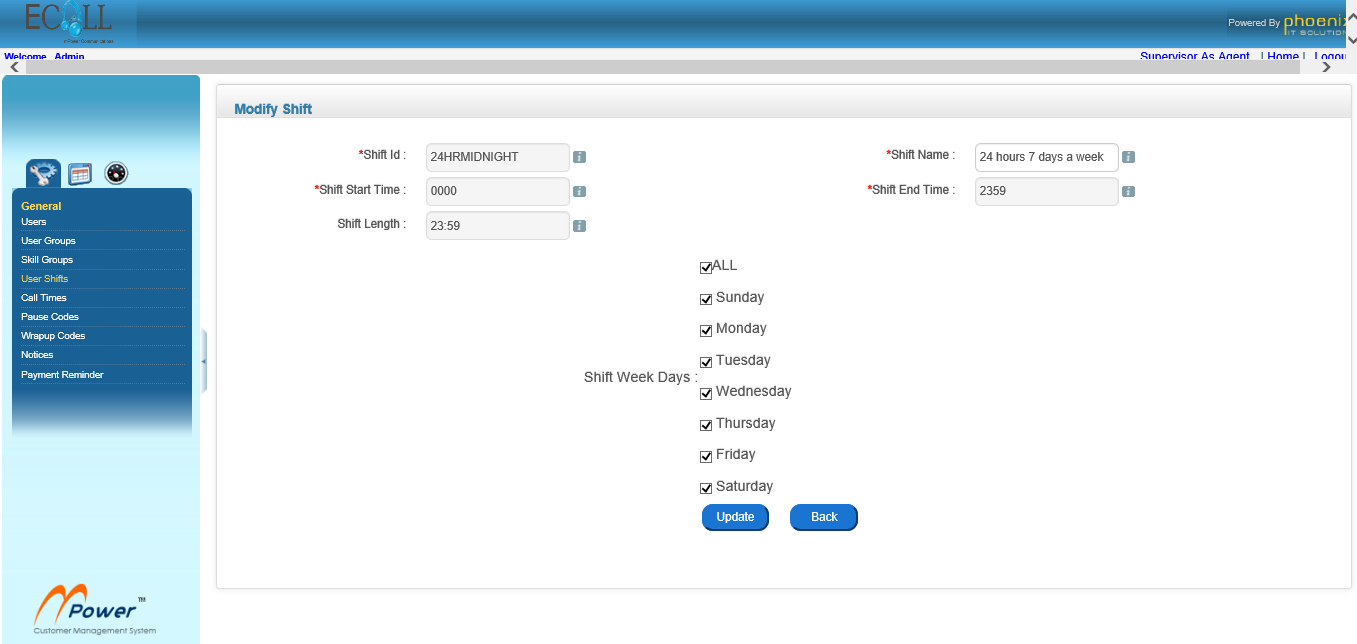 ECALL
Powered By phoenix
IT SOLUTION
Welcome Admin
Supervisor As Agent | Home | Logou
Modify Shift
*Shift Id : 24HRMIDNIGHT
*Shift Name : 24 hours 7 days a week
*Shift Start Time : 0000
*Shift End Time : 2359
Shift Length : 23:59
General
Users
User Groups
Skill Groups
User Shifts
Call Times
Pause Codes
Wrapup Codes
Notices
Payment Reminder
Shift Week Days :
ALL
Sunday
Monday
Tuesday
Wednesday
Thursday
Friday
Saturday
Update Back
MPower ™
Customer Management System